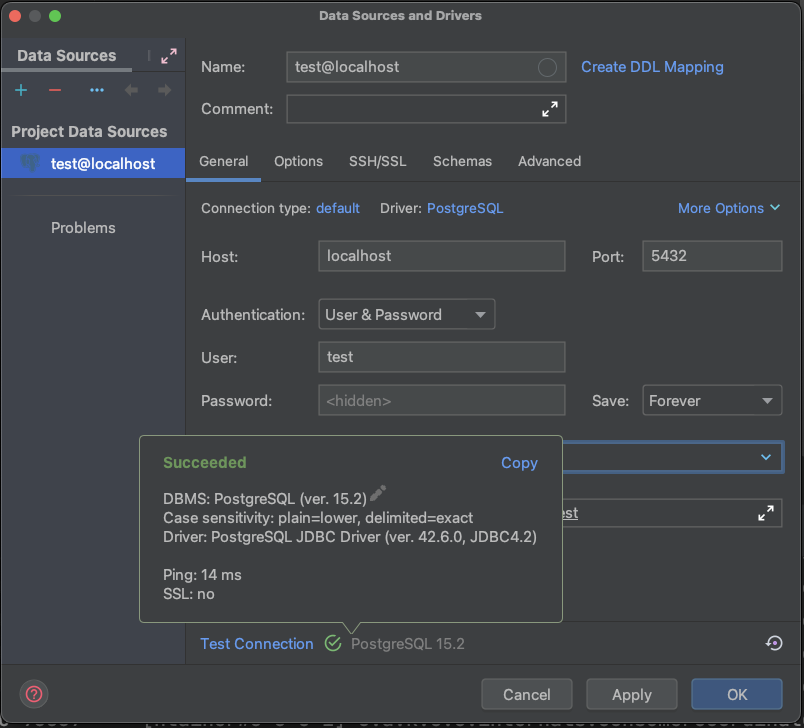 Data Sources and Drivers
Data Sources
Project Data Sources
test@localhost
Problems
Name: test@localhost Create DDL Mapping
Comment:
General Options SSH/SSL Schemas Advanced
Connection type: default Driver: PostgreSQL More Options
Host: localhost Port: 5432
Authentication: User & Password
User: test
Password: <hidden> Save: Forever
est
Succeeded Copy
DBMS: PostgreSQL (ver. 15.2)
Case sensitivity: plain=lower, delimited=exact
Driver: PostgreSQL JDBC Driver (ver. 42.6.0, JDBC4.2)
Ping: 14 ms
SSL: no
Test Connection PostgreSQL 15.2
? Cancel Apply OK